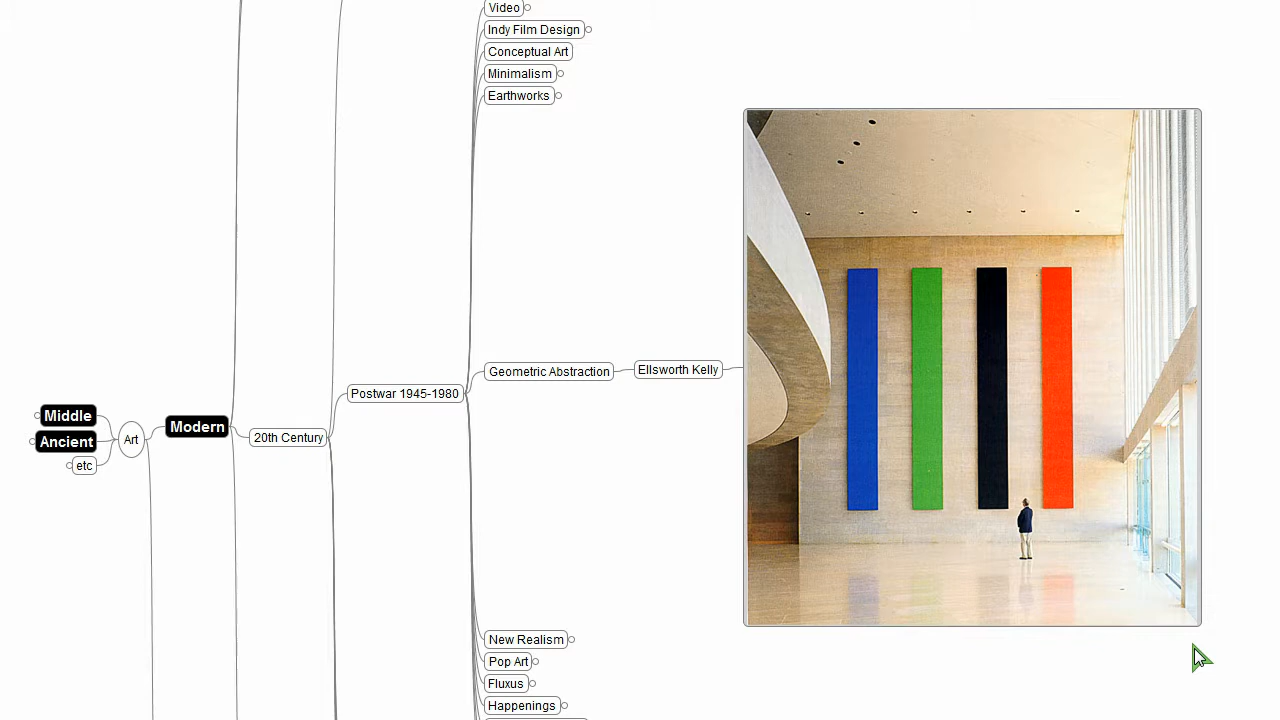 Video
Indy Film Design
Conceptual Art
Minimalism
Earthworks
Geometric Abstraction
Ellsworth Kelly
Postwar 1945-1980
Middle
Modern
Art
20th Century
Ancient
etc
New Realism
Pop Art
Fluxus
Happenings